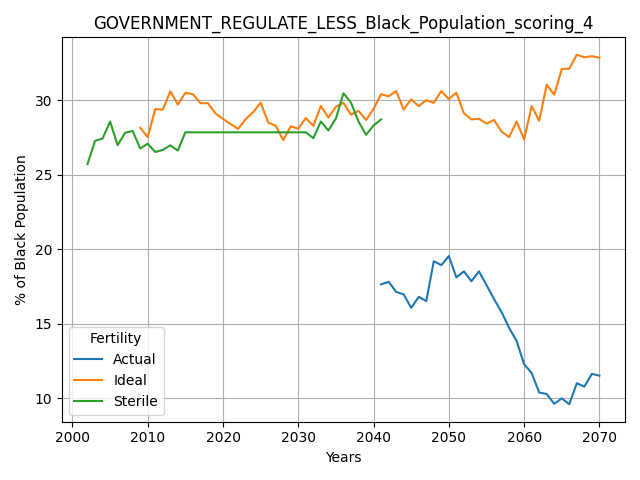 GOVERNMENT_REGULATE_LESS_Black_Population_scoring_4
% of Black Population
30
25
20
15
10
Fertility
Actual
Ideal
Sterile
2000 2010 2020 2030 2040 2050 2060 2070
Years